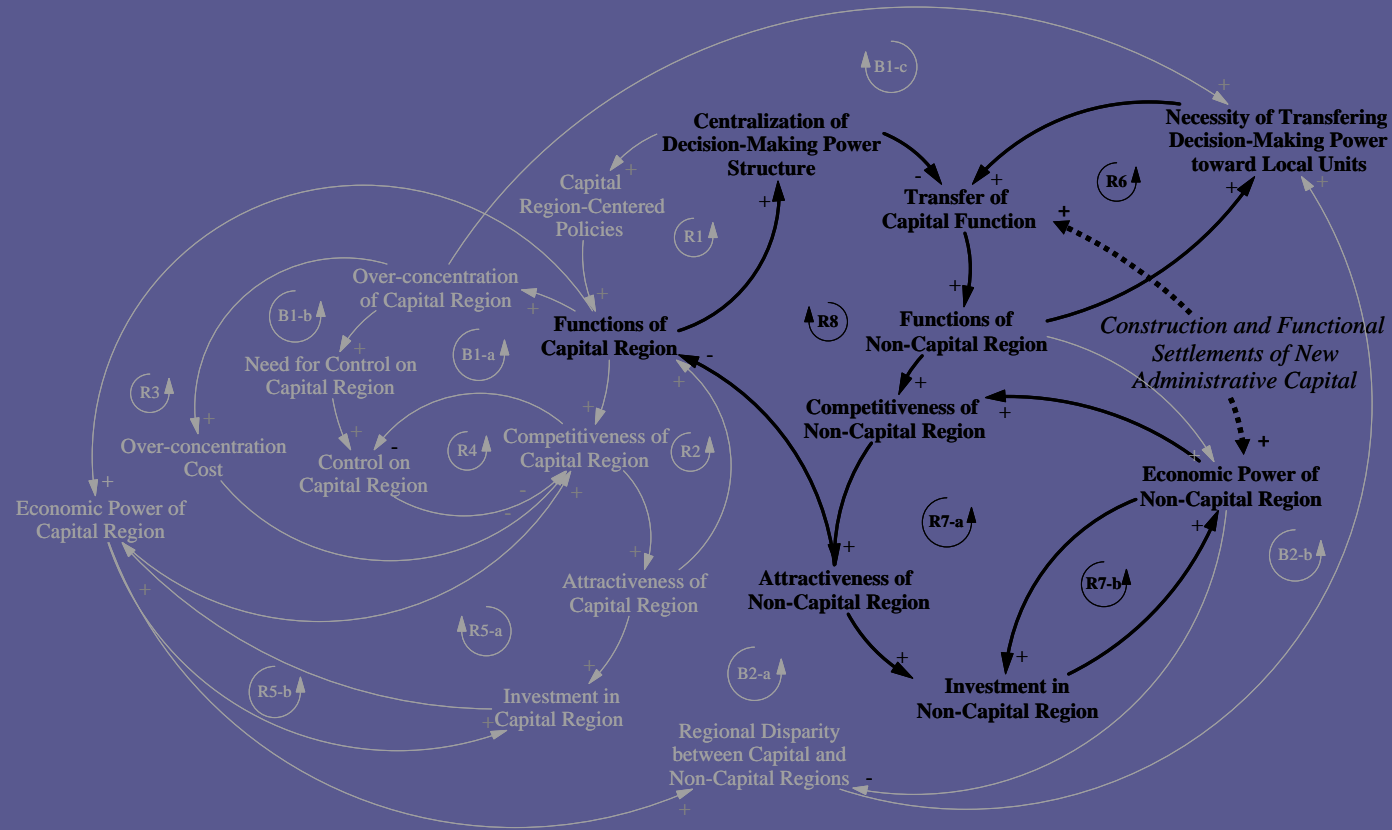 B1-c
Centralization of
Decision-Making Power
Structure
Necessity of Transfering
Decision-Making Power
toward Local Units
+
+
-
+
+
+
+
R6
Capital
Region-Centered
Policies
Transfer of
Capital Function
+
+
R1
Over-concentration
of Capital Region
+
+
+
B1-b
Functions of
Capital Region
-
R8
Functions of
Non-Capital Region
Construction and Functional
Settlements of New
Administrative Capital
B1-a
+
Need for Control on
Capital Region
+
+
R3
+
+
Competitiveness of
Non-Capital Region
+
+
Over-concentration
Cost
+
-
R4
Competitiveness of
Capital Region
R2
+
+
Control on
Capital Region
Economic Power of
Non-Capital Region
+
-
-
+
Economic Power of
Capital Region
R7-a
+
B2-b
+
+
Attractiveness of
Capital Region
Attractiveness of
Non-Capital Region
R7-b
+
R5-a
+
+
+
R5-b
B2-a
Investment in
Capital Region
+
Investment in
Non-Capital Region
Regional Disparity
between Capital and
Non-Capital Regions
-
+